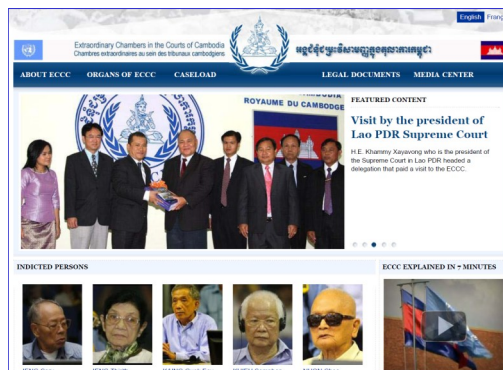 English Franç
Extraordinary Chambers in the Courts of Cambodia
Chambres extraordinaires au sein des tribunaux cambodgiens
អង្គជំនុំជម្រះវិសាមញ្ញក្នុងតុលាការកម្ពុជា
ABOUT ECCC ORGANS OF ECCC CASELOAD LEGAL DOCUMENTS MEDIA CENTER
ROYAUME DU CAMBODGE
FEATURED CONTENT
Visit by the president of
Lao PDR Supreme Court
H.E. Khammy Xayavong who is the president of
the Supreme Court in Lao PDR headed a
delegation that paid a visit to the ECCC.
INDICTED PERSONS
ECCC EXPLAINED IN 7 MINUTES